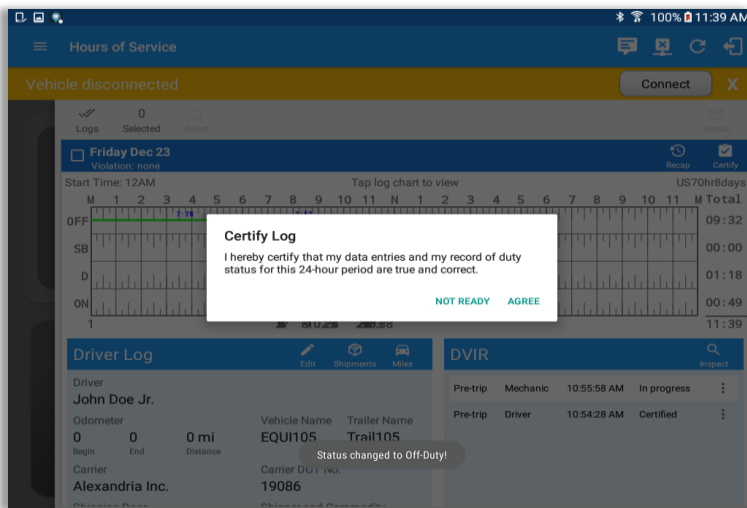 100% 11:39 AM
Hours of Service
Vehicle disconnected
Connect X
Logs
0 Selected
Reset
Email
Friday Dec 23
Violation: none
Recap
Certify
Start Time: 12AM
Tap log chart to view
US70hr8days
M 1 2 3 4 5 6 7 8 9 10 11 N 1 2 3 4 5 6 7 8 9 10 11 M Total
OFF 09:32
SB 00:00
D 01:18
ON 00:49
1
11:39
Certify Log
I hereby certify that my data entries and my record of duty
status for this 24-hour period are true and correct.
NOT READY AGREE
Driver Log
Edit Shipments Miles
Driver
John Doe Jr.
Odometer
Vehicle Name Trailer Name
0 0 0 mi EQUI105 Trail105
Begin End Distance
Carrier Carrier DOT No.
Alexandria Inc. 19086
Status changed to Off-Duty!
DVIR
Inspect
Pre-trip Mechanic 10:55:58 AM In progress
Pre-trip Driver 10:54:28 AM Certified